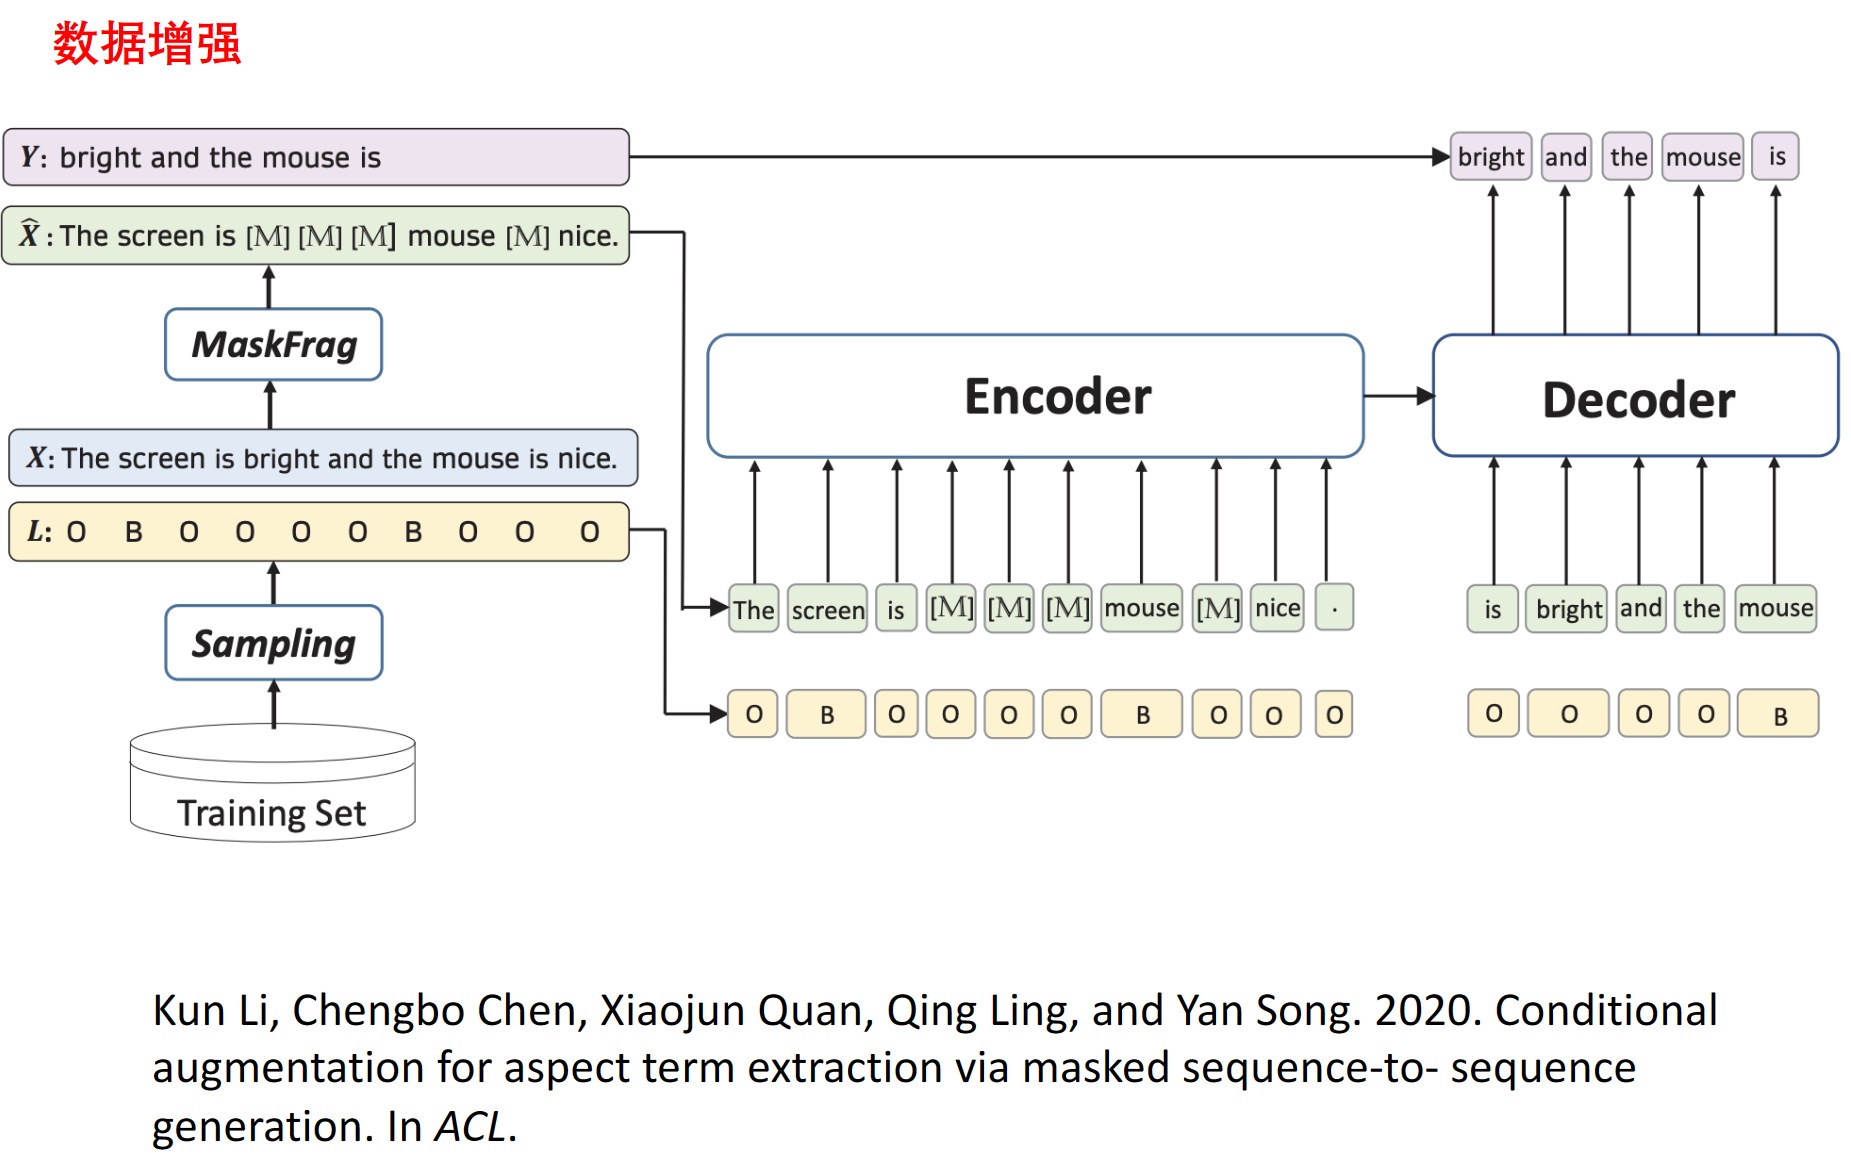 数据增强
Y: bright and the mouse is
X̂: The screen is [M] [M] [M] mouse [M] nice.
MaskFrag
X: The screen is bright and the mouse is nice.
L: O B O O O O B O O O
Sampling
Training Set
bright and the mouse is
Encoder
Decoder
The screen is [M] [M] [M] mouse [M] nice .
is bright and the mouse
O B O O O O B O O O
O O O O B
Kun Li, Chengbo Chen, Xiaojun Quan, Qing Ling, and Yan Song. 2020. Conditional
augmentation for aspect term extraction via masked sequence-to- sequence
generation. In ACL.